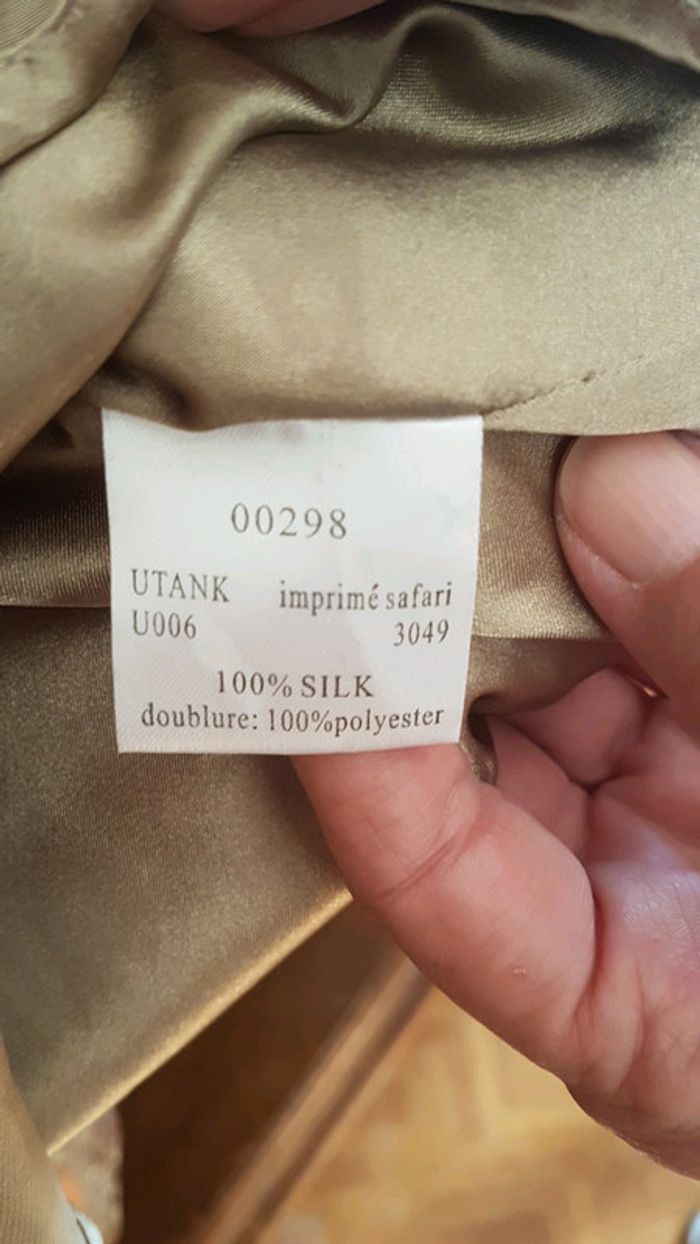 00298
UTANK imprimé safari
U006 3049
100% SILK
doublure: 100%polyester